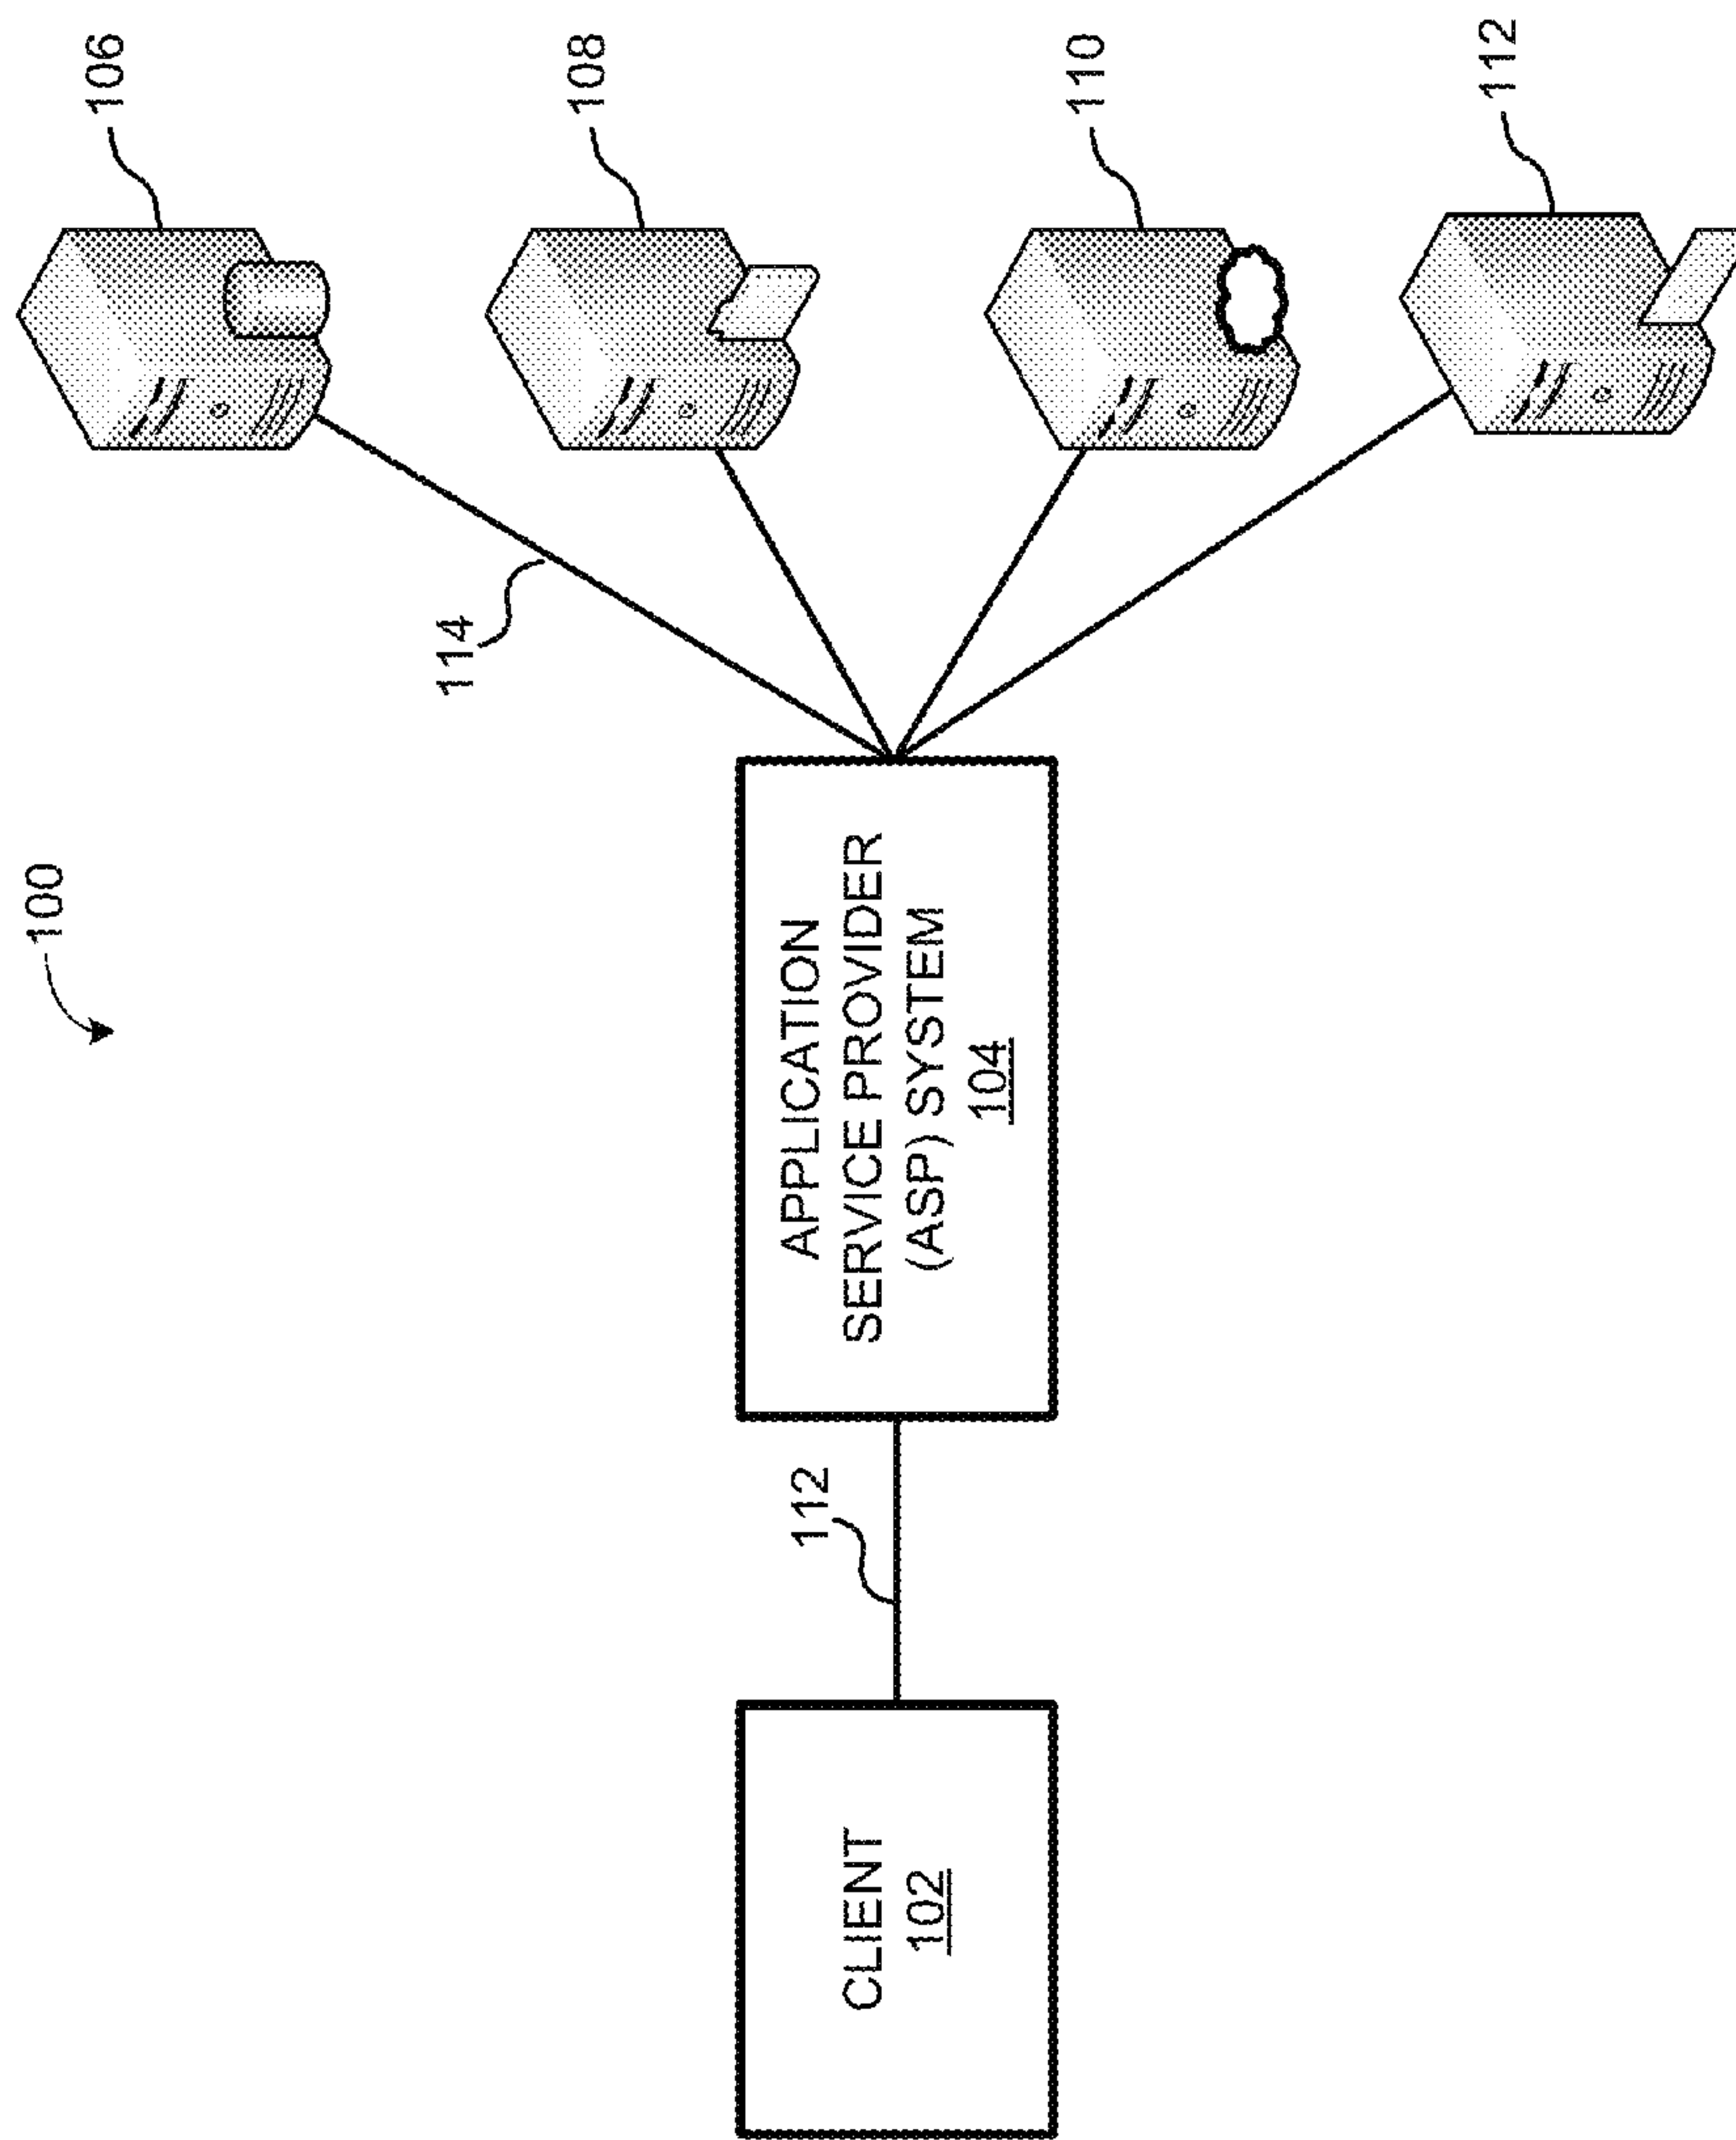 100
CLIENT
102
112
APPLICATION
SERVICE PROVIDER
(ASP) SYSTEM
104
114
106
108
110
112